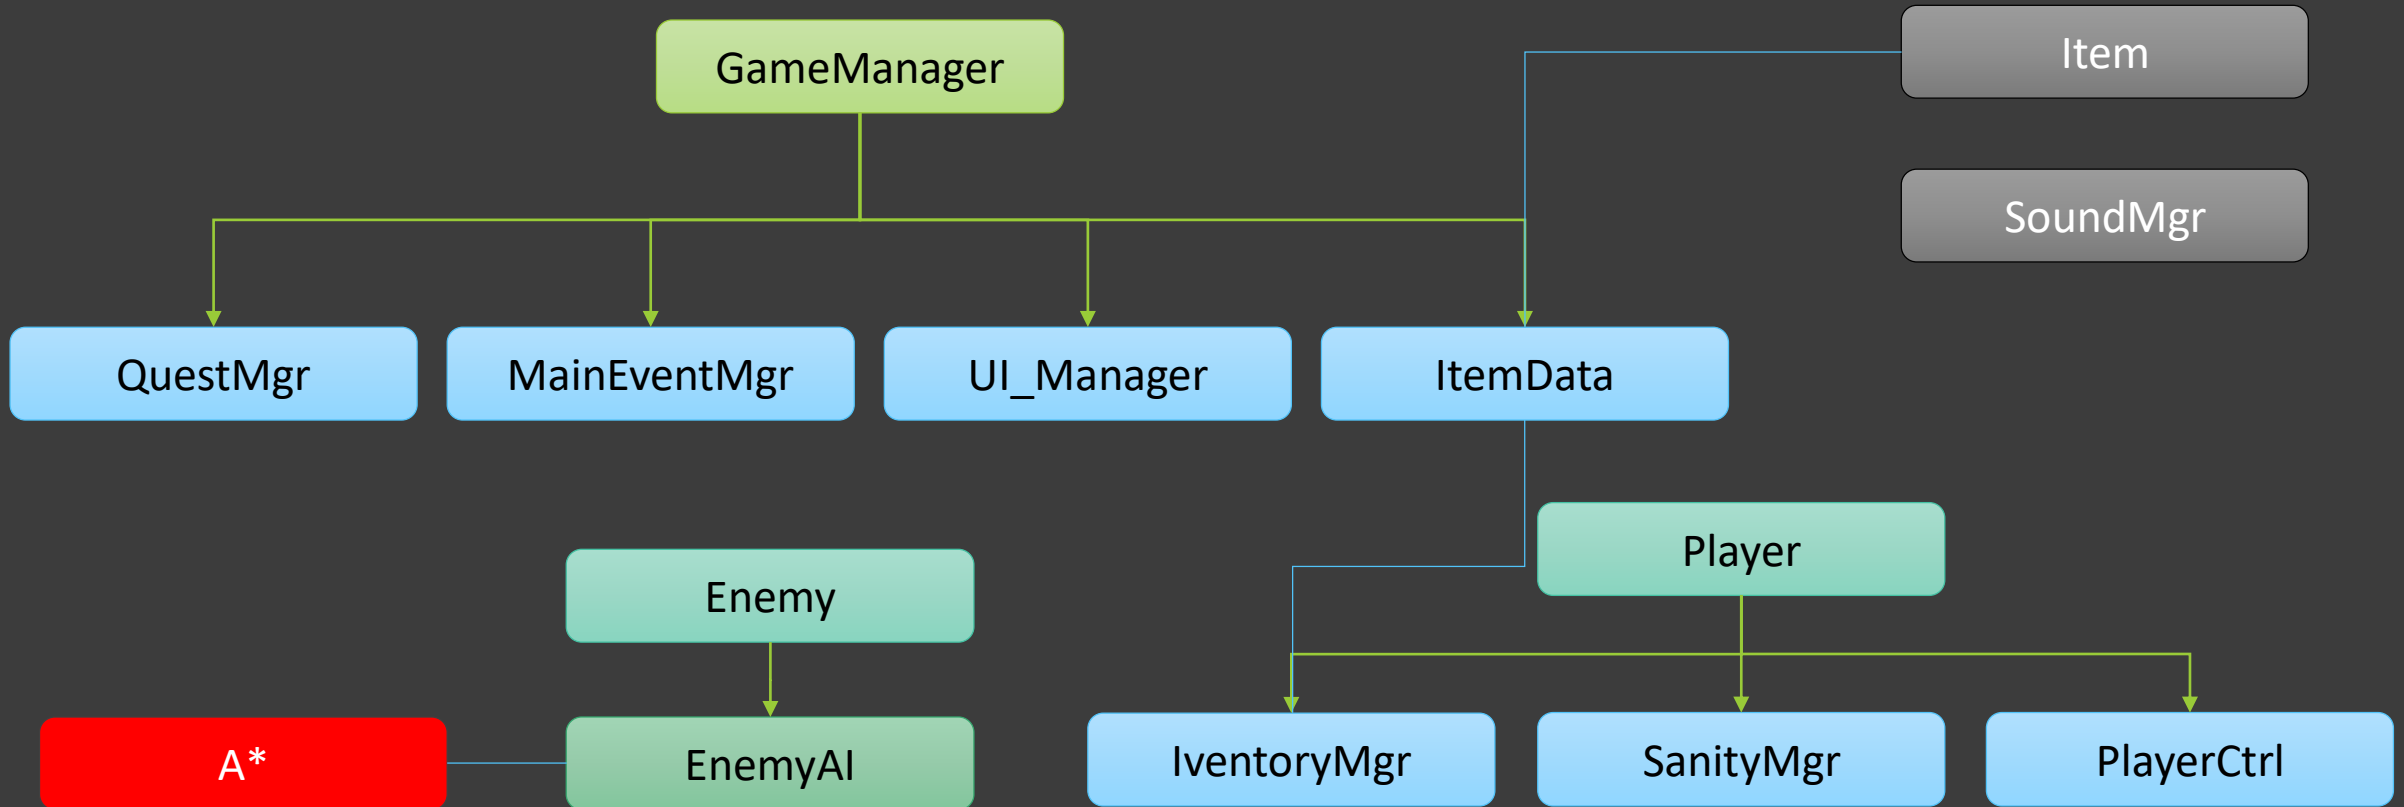 GameManager
Item
SoundMgr
QuestMgr
MainEventMgr
UI_Manager
ItemData
Player
Enemy
A*
EnemyAI
IventoryMgr
SanityMgr
PlayerCtrl